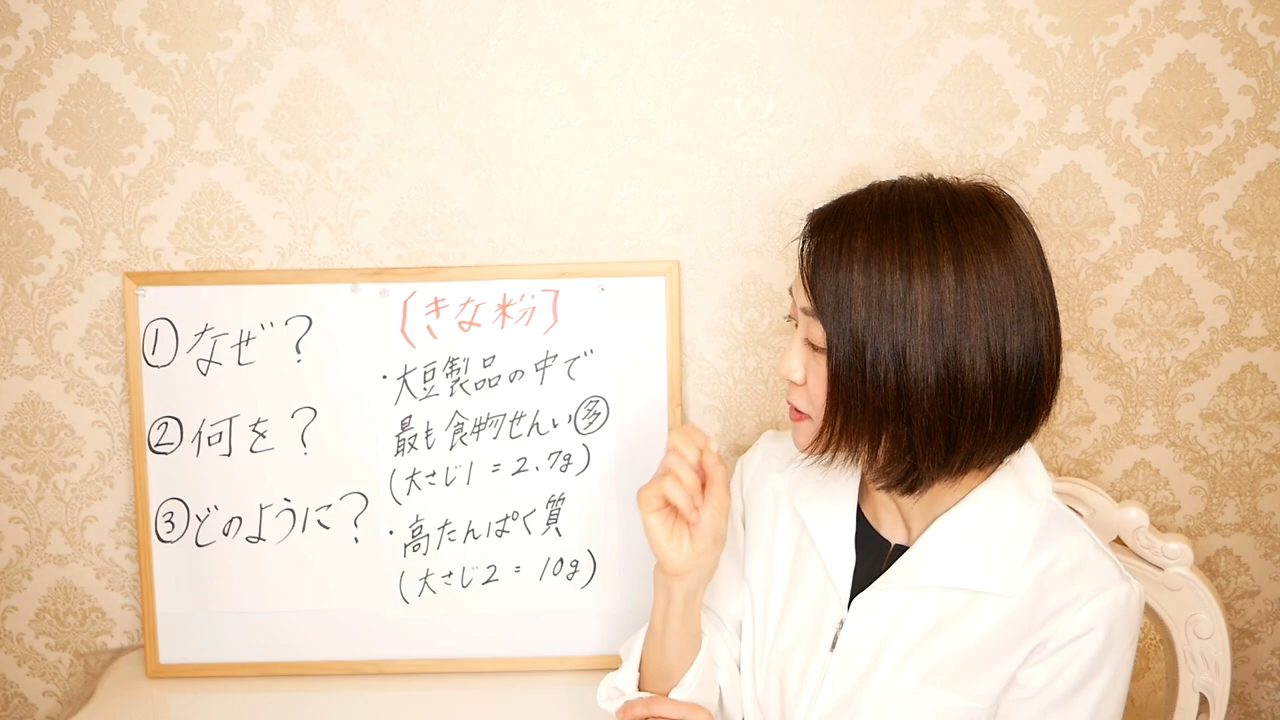 ①なぜ?
②何を?
③どのように?
〔きな粉〕
・大豆製品の中で
最も食物せんい多
(大さじ1=2.7g)
・高たんぱく質
(大さじ2=10g)